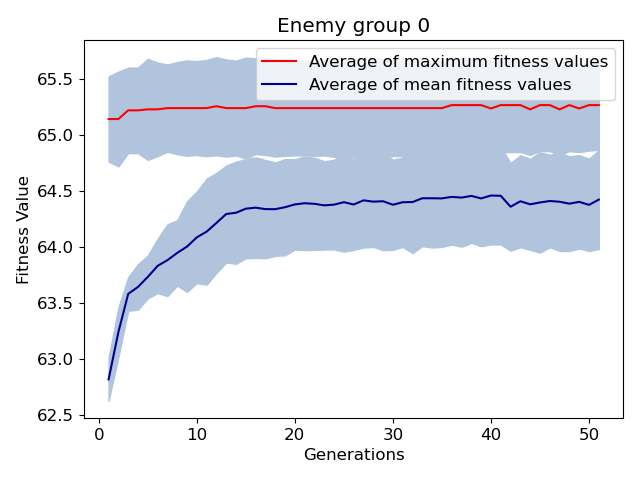 Enemy group 0
Average of maximum fitness values
Average of mean fitness values
Fitness Value
65.5
65.0
64.5
64.0
63.5
63.0
62.5
0 10 20 30 40 50
Generations